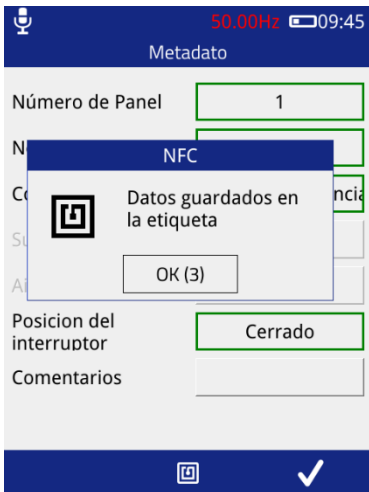 50.00Hz 09:45
Metadato
Número de Panel 1
NFC
Datos guardados en
la etiqueta
OK (3)
Posicion del
interruptor
Cerrado
Comentarios